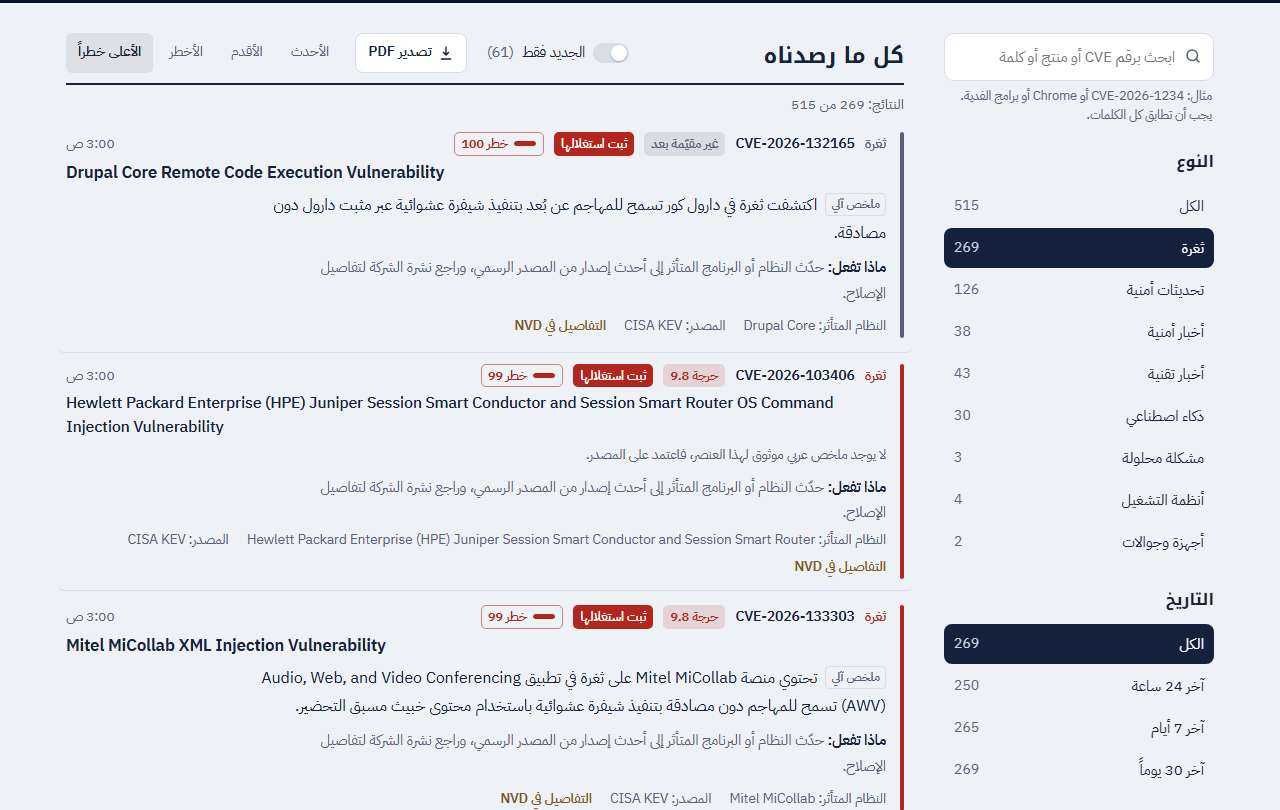 ابحث برقم CVE أو منتج أو كلمة
مثال: CVE-2026-1234 أو Chrome أو برامج الفدية.
يجب أن تطابق كل الكلمات.
النوع
الكل 515
ثغرة 269
تحديثات أمنية 126
أخبار أمنية 38
أخبار تقنية 43
ذكاء اصطناعي 30
مشكلة محلولة 3
أنظمة التشغيل 4
أجهزة وجوالات 2
التاريخ
الكل 269
آخر 24 ساعة 250
آخر 7 أيام 265
آخر 30 يوماً 269
كل ما رصدناه
الجديد فقط (61) تصدير PDF الأحدث الأقدم الأخطر الأعلى خطراً
النتائج: 269 من 515
ثغرة CVE-2026-132165 غير مقيّمة بعد ثبت استغلالها خطر 100 3:00 ص
Drupal Core Remote Code Execution Vulnerability
ملخص آلي اكتشفت ثغرة في دارول كور تسمح للمهاجم عن بُعد بتنفيذ شيفرة عشوائية عبر مثبت دارول دون
مصادقة.
ماذا تفعل: حدّث النظام أو البرنامج المتأثر إلى أحدث إصدار من المصدر الرسمي، وراجع نشرة الشركة لتفاصيل
الإصلاح.
النظام المتأثر: Drupal Core المصدر: CISA KEV التفاصيل في NVD
ثغرة CVE-2026-103406 حرجة 9.8 ثبت استغلالها خطر 99 3:00 ص
Hewlett Packard Enterprise (HPE) Juniper Session Smart Conductor and Session Smart Router OS Command
Injection Vulnerability
لا يوجد ملخص عربي موثوق لهذا العنصر، فاعتمد على المصدر.
ماذا تفعل: حدّث النظام أو البرنامج المتأثر إلى أحدث إصدار من المصدر الرسمي، وراجع نشرة الشركة لتفاصيل
الإصلاح.
النظام المتأثر: Hewlett Packard Enterprise (HPE) Juniper Session Smart Conductor and Session Smart Router المصدر: CISA KEV
التفاصيل في NVD
ثغرة CVE-2026-133303 حرجة 9.8 ثبت استغلالها خطر 99 3:00 ص
Mitel MiCollab XML Injection Vulnerability
ملخص آلي تحتوي منصة Mitel MiCollab على ثغرة في تطبيق Audio, Web, and Video Conferencing
(AWV) تسمح للمهاجم دون مصادقة بتنفيذ شيفرة عشوائية باستخدام محتوى خبيث مسبق التحضير.
ماذا تفعل: حدّث النظام أو البرنامج المتأثر إلى أحدث إصدار من المصدر الرسمي، وراجع نشرة الشركة لتفاصيل
الإصلاح.
النظام المتأثر: Mitel MiCollab المصدر: CISA KEV التفاصيل في NVD